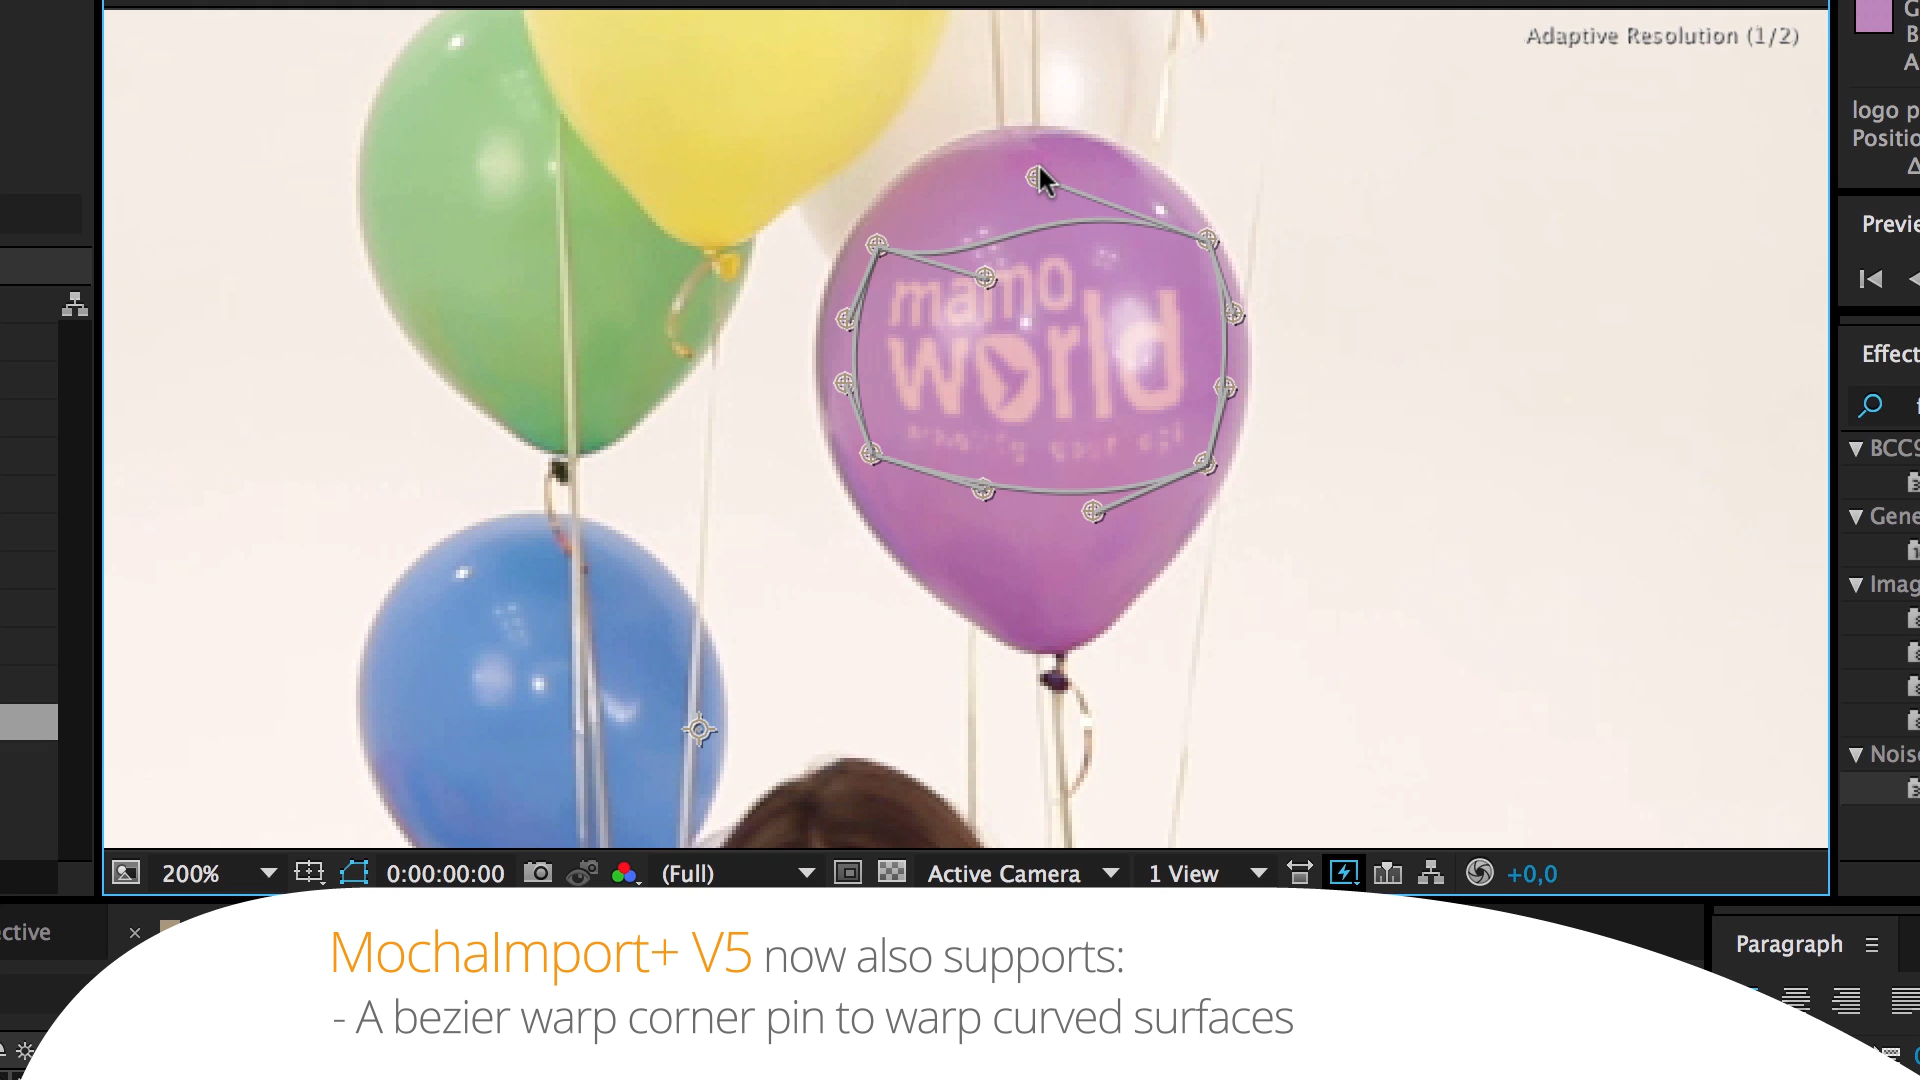 Adaptive Resolution (1/2)
logo p
Positio
mamo
world
Previe
Effect
BCCS
Gene
Imag
Noise
200%
0:00:00:00
(Full)
Active Camera
1 View
+0,0
ctive
MochaImport+ V5 now also supports:
Paragraph
- A bezier warp corner pin to warp curved surfaces